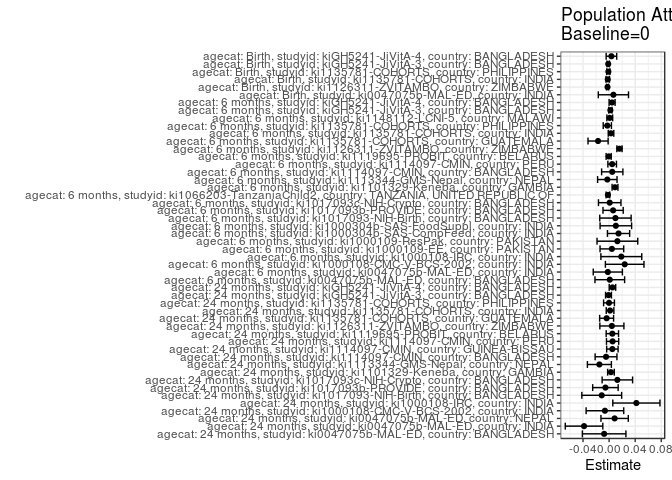 Population Att
Baseline=0
agecat: Birth, studyid: kiGH5241-JiVitA-4, country: BANGLADESH
agecat: Birth, studyid: kiGH5241-JiVitA-3, country: BANGLADESH
agecat: Birth, studyid: ki1135781-COHORTS, country: PHILIPPINES
agecat: Birth, studyid: ki1135781-COHORTS, country: INDIA
agecat: Birth, studyid: ki1126311-ZVITAMBO, country: ZIMBABWE
agecat: Birth, studyid: ki0047075b-MAL-ED, country: INDIA
agecat: 6 months, studyid: kiGH5241-JiVitA-4, country: BANGLADESH
agecat: 6 months, studyid: kiGH5241-JiVitA-3, country: BANGLADESH
agecat: 6 months, studyid: ki1148112-LCNI-5, country: MALAWI
agecat: 6 months, studyid: ki1135781-COHORTS, country: PHILIPPINES
agecat: 6 months, studyid: ki1135781-COHORTS, country: INDIA
agecat: 6 months, studyid: ki1135781-COHORTS, country: GUATEMALA
agecat: 6 months, studyid: ki1126311-ZVITAMBO, country: ZIMBABWE
agecat: 6 months, studyid: ki1119695-PROBIT, country: BELARUS
agecat: 6 months, studyid: ki1114097-CMIN, country: PERU
agecat: 6 months, studyid: ki1114097-CMIN, country: BANGLADESH
agecat: 6 months, studyid: ki1113344-GMS-Nepal, country: NEPAL
agecat: 6 months, studyid: ki1101329-Keneba, country: GAMBIA
agecat: 6 months, studyid: ki1066203-TanzaniaChild2, country: TANZANIA, UNITED REPUBLIC OF
agecat: 6 months, studyid: ki1017093c-NIH-Crypto, country: BANGLADESH
agecat: 6 months, studyid: ki1017093b-PROVIDE, country: BANGLADESH
agecat: 6 months, studyid: ki1017093-NIH-Birth, country: BANGLADESH
agecat: 6 months, studyid: ki1000304b-SAS-FoodSuppl, country: INDIA
agecat: 6 months, studyid: ki1000304b-SAS-CompFeed, country: INDIA
agecat: 6 months, studyid: ki1000109-ResPak, country: PAKISTAN
agecat: 6 months, studyid: ki1000109-EE, country: PAKISTAN
agecat: 6 months, studyid: ki1000108-IRC, country: INDIA
agecat: 6 months, studyid: ki1000108-CMC-V-BCS-2002, country: INDIA
agecat: 6 months, studyid: ki0047075b-MAL-ED, country: INDIA
agecat: 6 months, studyid: ki0047075b-MAL-ED, country: BANGLADESH
agecat: 24 months, studyid: kiGH5241-JiVitA-4, country: BANGLADESH
agecat: 24 months, studyid: kiGH5241-JiVitA-3, country: BANGLADESH
agecat: 24 months, studyid: ki1135781-COHORTS, country: PHILIPPINES
agecat: 24 months, studyid: ki1135781-COHORTS, country: INDIA
agecat: 24 months, studyid: ki1135781-COHORTS, country: GUATEMALA
agecat: 24 months, studyid: ki1126311-ZVITAMBO, country: ZIMBABWE
agecat: 24 months, studyid: ki1119695-PROBIT, country: BELARUS
agecat: 24 months, studyid: ki1114097-CMIN, country: PERU
agecat: 24 months, studyid: ki1114097-CMIN, country: GUINEA-BISSAU
agecat: 24 months, studyid: ki1114097-CMIN, country: BANGLADESH
agecat: 24 months, studyid: ki1113344-GMS-Nepal, country: NEPAL
agecat: 24 months, studyid: ki1101329-Keneba, country: GAMBIA
agecat: 24 months, studyid: ki1017093c-NIH-Crypto, country: BANGLADESH
agecat: 24 months, studyid: ki1017093b-PROVIDE, country: BANGLADESH
agecat: 24 months, studyid: ki1017093-NIH-Birth, country: BANGLADESH
agecat: 24 months, studyid: ki1000108-IRC, country: INDIA
agecat: 24 months, studyid: ki1000108-CMC-V-BCS-2002, country: INDIA
agecat: 24 months, studyid: ki0047075b-MAL-ED, country: NEPAL
agecat: 24 months, studyid: ki0047075b-MAL-ED, country: INDIA
agecat: 24 months, studyid: ki0047075b-MAL-ED, country: BANGLADESH
-0.04 0.00 0.04 0.08
Estimate